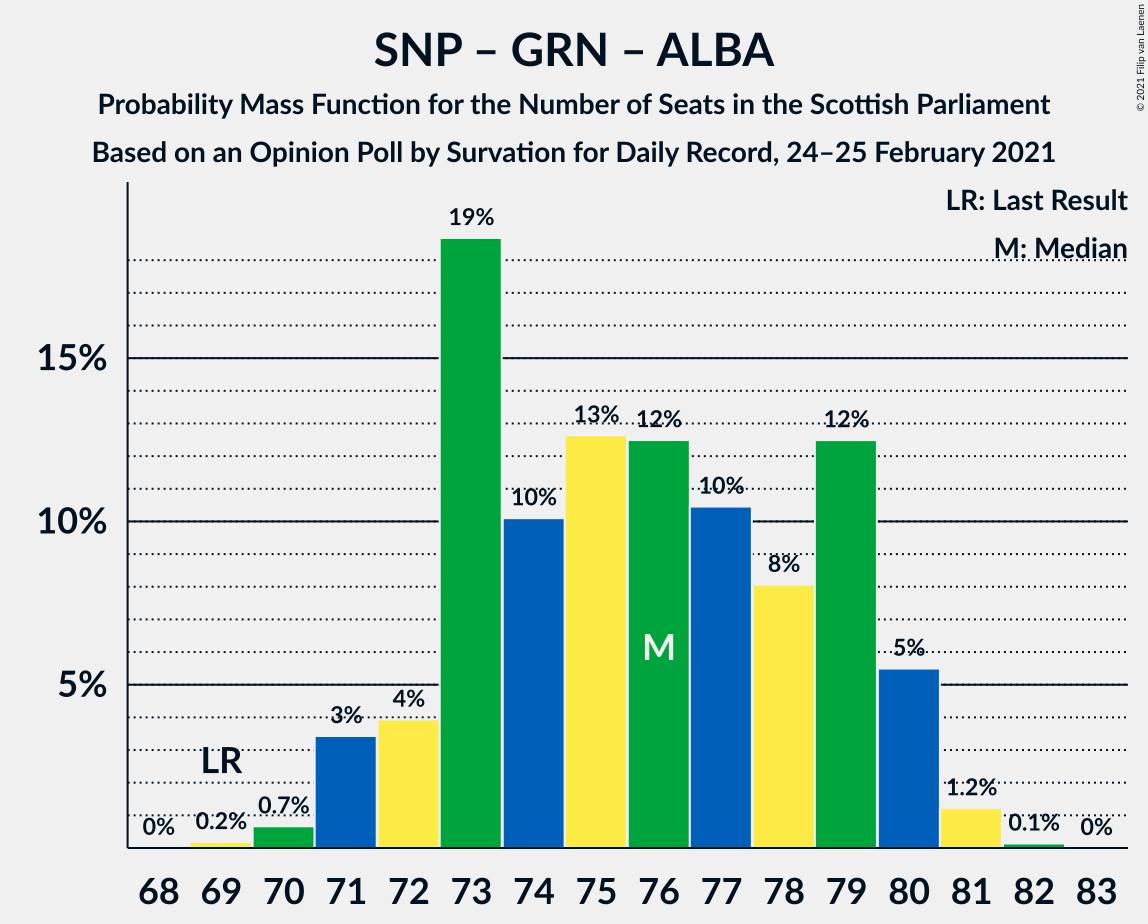 SNP – GRN – ALBA
Probability Mass Function for the Number of Seats in the Scottish Parliament
Based on an Opinion Poll by Survation for Daily Record, 24–25 February 2021
© 2021 Filip van Laenen
LR: Last Result
M: Median
19%
15%
13%
12%
12%
10%
10%
10%
8%
M
5%
5%
4%
3%
LR
1.2%
0.7%
0.2%
0.1%
0%
0%
68 69 70 71 72 73 74 75 76 77 78 79 80 81 82 83